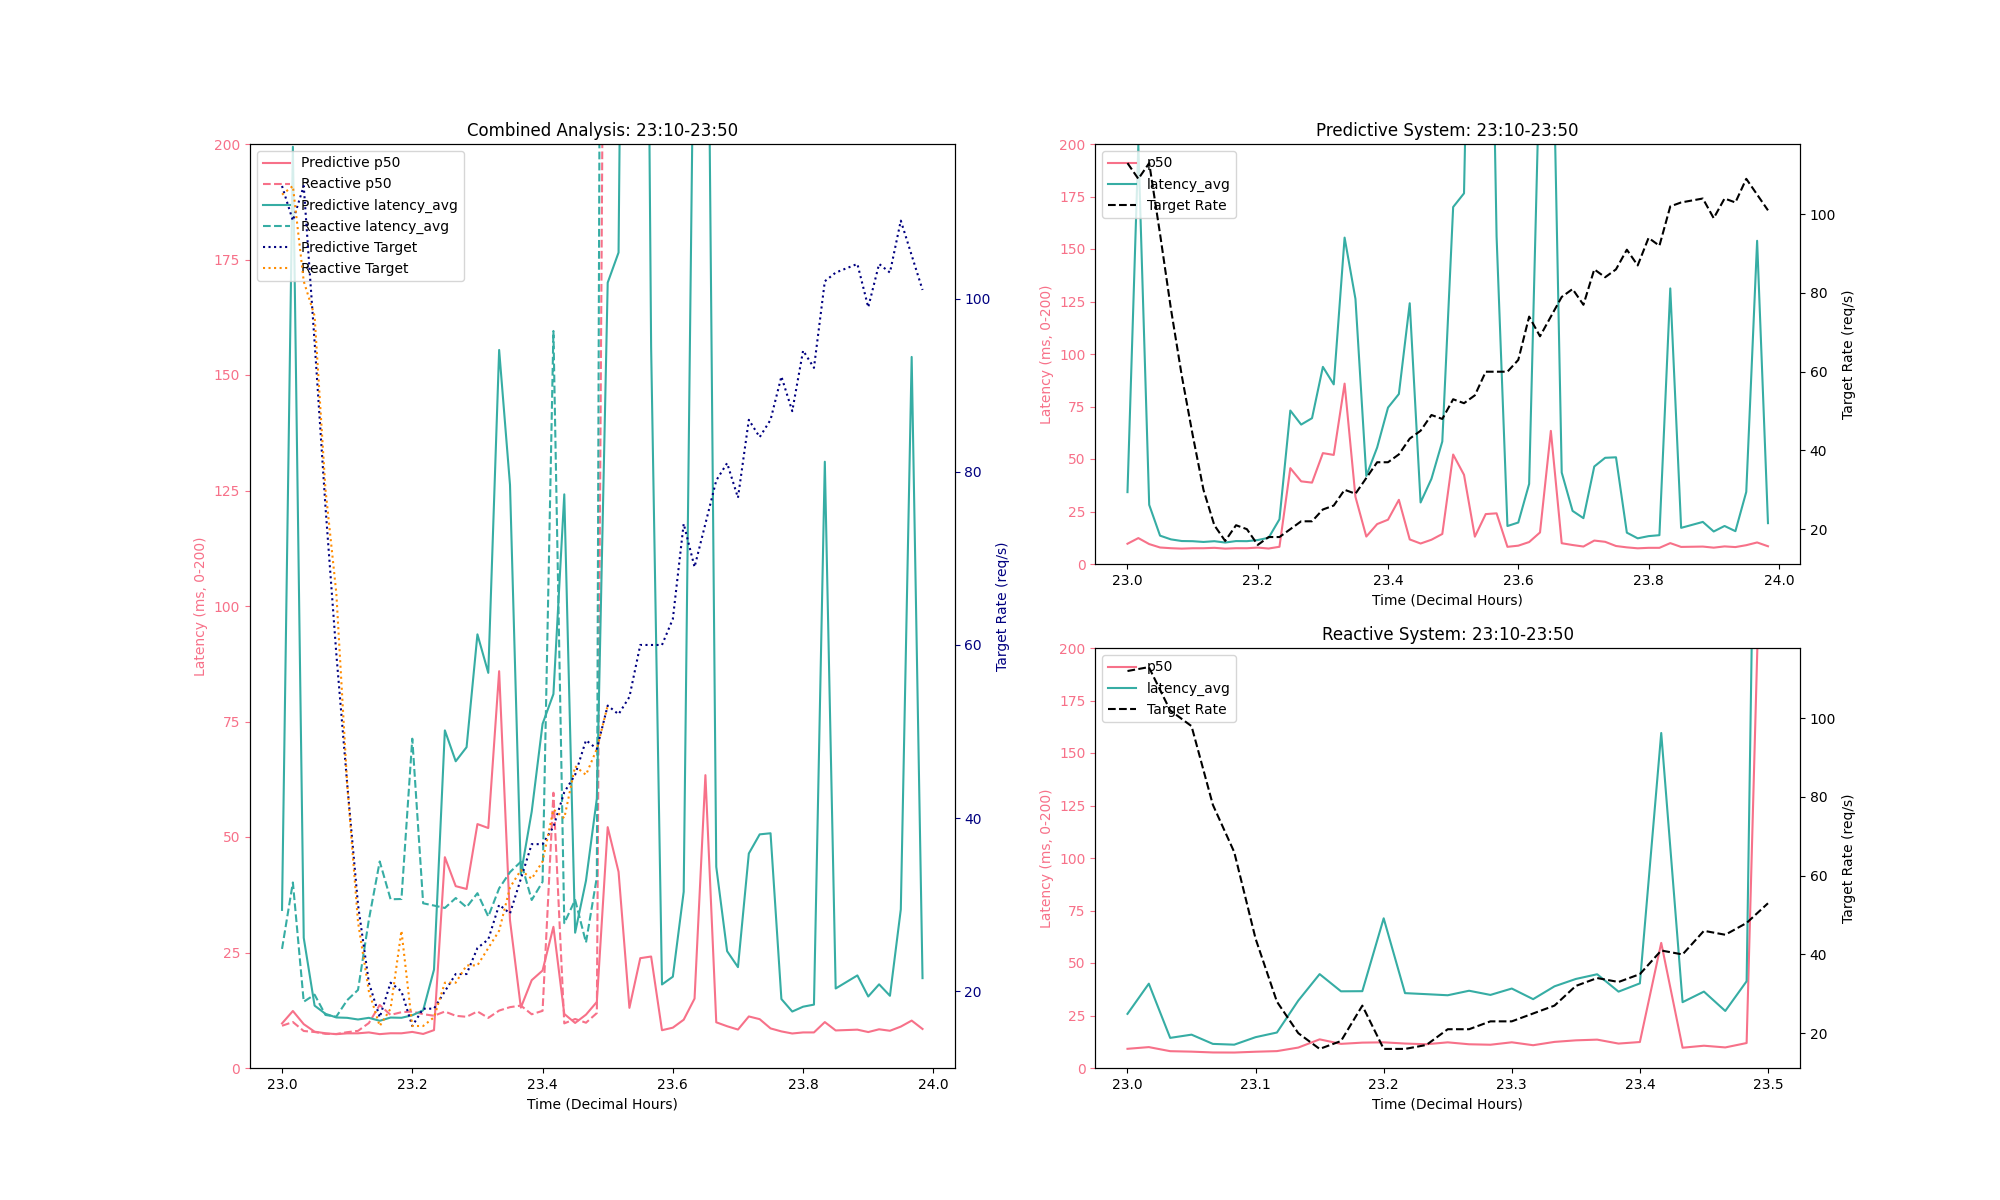 Combined Analysis: 23:10-23:50
200
175
150
125
100
75
50
25
0
Latency (ms, 0-200)
Predictive p50
Reactive p50
Predictive latency_avg
Reactive latency_avg
Predictive Target
Reactive Target
100
80
60
40
20
Target Rate (req/s)
23.0 23.2 23.4 23.6 23.8 24.0
Time (Decimal Hours)
Predictive System: 23:10-23:50
200
175
150
125
100
75
50
25
0
Latency (ms, 0-200)
p50
latency_avg
Target Rate
100
80
60
40
20
Target Rate (req/s)
23.0 23.2 23.4 23.6 23.8 24.0
Time (Decimal Hours)
Reactive System: 23:10-23:50
200
175
150
125
100
75
50
25
0
Latency (ms, 0-200)
p50
latency_avg
Target Rate
100
80
60
40
20
Target Rate (req/s)
23.0 23.1 23.2 23.3 23.4 23.5
Time (Decimal Hours)